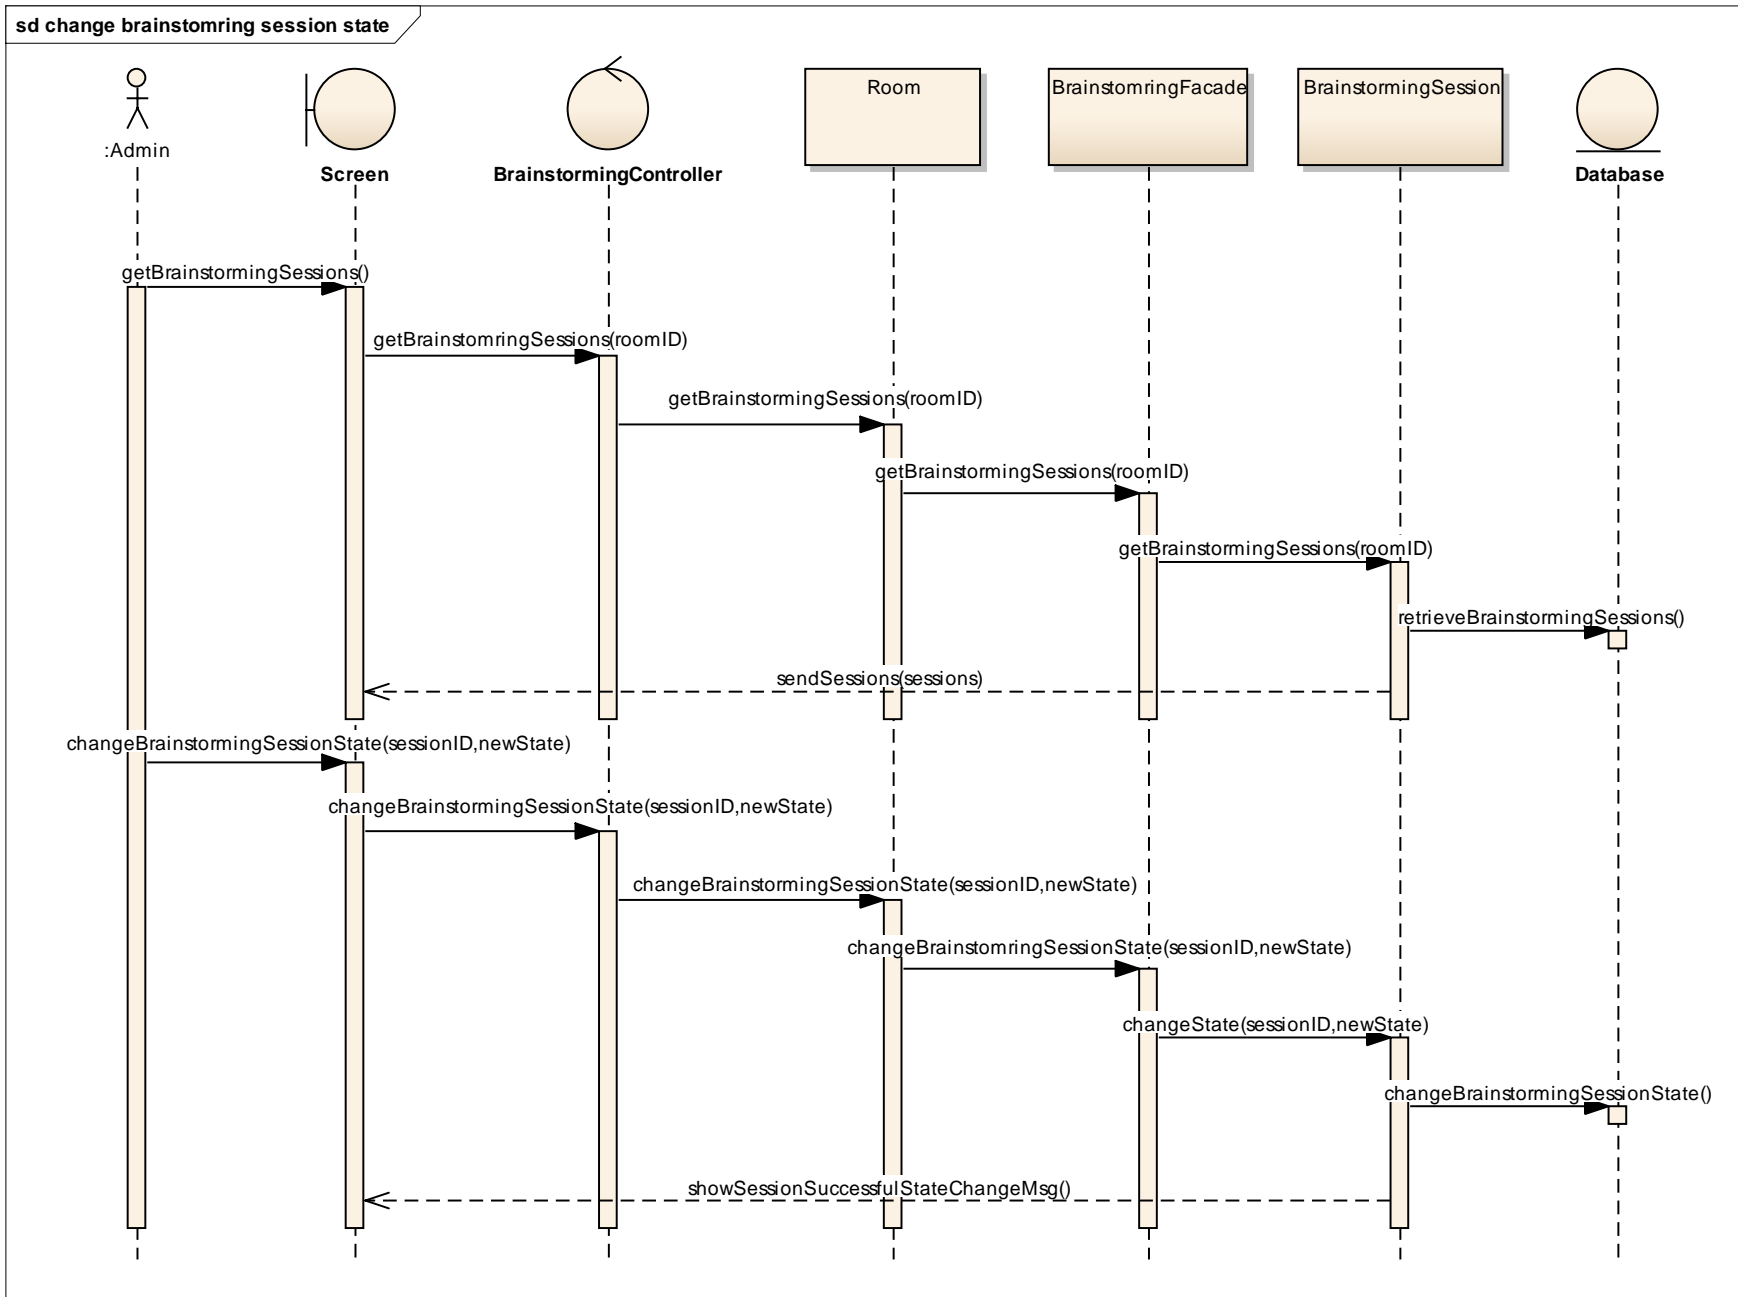 sd change brainstomring session state
:Admin
Screen
BrainstormingController
Room
BrainstomringFacade
BrainstormingSession
Database
getBrainstormingSessions()
getBrainstomringSessions(roomID)
getBrainstormingSessions(roomID)
getBrainstormingSessions(roomID)
getBrainstormingSessions(roomID)
retrieveBrainstormingSessions()
sendSessions(sessions)
changeBrainstormingSessionState(sessionID,newState)
changeBrainstormingSessionState(sessionID,newState)
changeBrainstormingSessionState(sessionID,newState)
changeBrainstomringSessionState(sessionID,newState)
changeState(sessionID,newState)
changeBrainstormingSessionState()
showSessionSuccessfulStateChangeMsg()